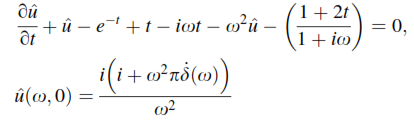 ∂û/∂t + û − e^{−t} + t − iωt − ω²û − ((1 + 2t)/(1 + iω)) = 0,
û(ω,0) = i(i + ω²πδ̇(ω))/ω²